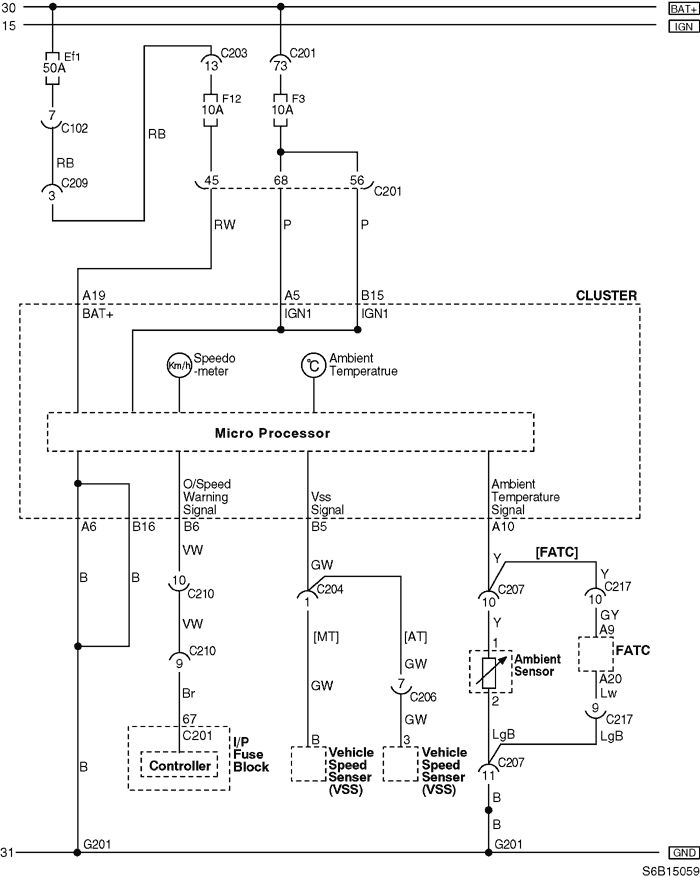 30 BAT+
15 IGN
Ef1
50A
7
C102
RB
C209
3
RB
C203
13
F12
10A
C201
73
F3
10A
45 68 56
C201
RW P P
A19 A5 B15
CLUSTER
BAT+ IGN1 IGN1
Km/h
Speedo
-meter
°C
Ambient
Temperatrue
Micro Processor
O/Speed
Warning
Signal
Vss
Signal
Ambient
Temperature
Signal
A6 B16 B6 B5 A10
B B
VW
10
C210
VW
C210
9
Br
67
C201
I/P
Fuse
Block
Controller
B
GW
C204
1
[MT] [AT]
GW
GW
7
C206
GW
B
Vehicle
Speed
Senser
(VSS)
3
Vehicle
Speed
Senser
(VSS)
[FATC]
Y
C207
10
Y
1
Ambient
Sensor
2
LgB
Y
C217
10
GY
A9
FATC
A20
Lw
9
C217
LgB
C207
11
B
B
31 G201 G201 GND
S6B15059